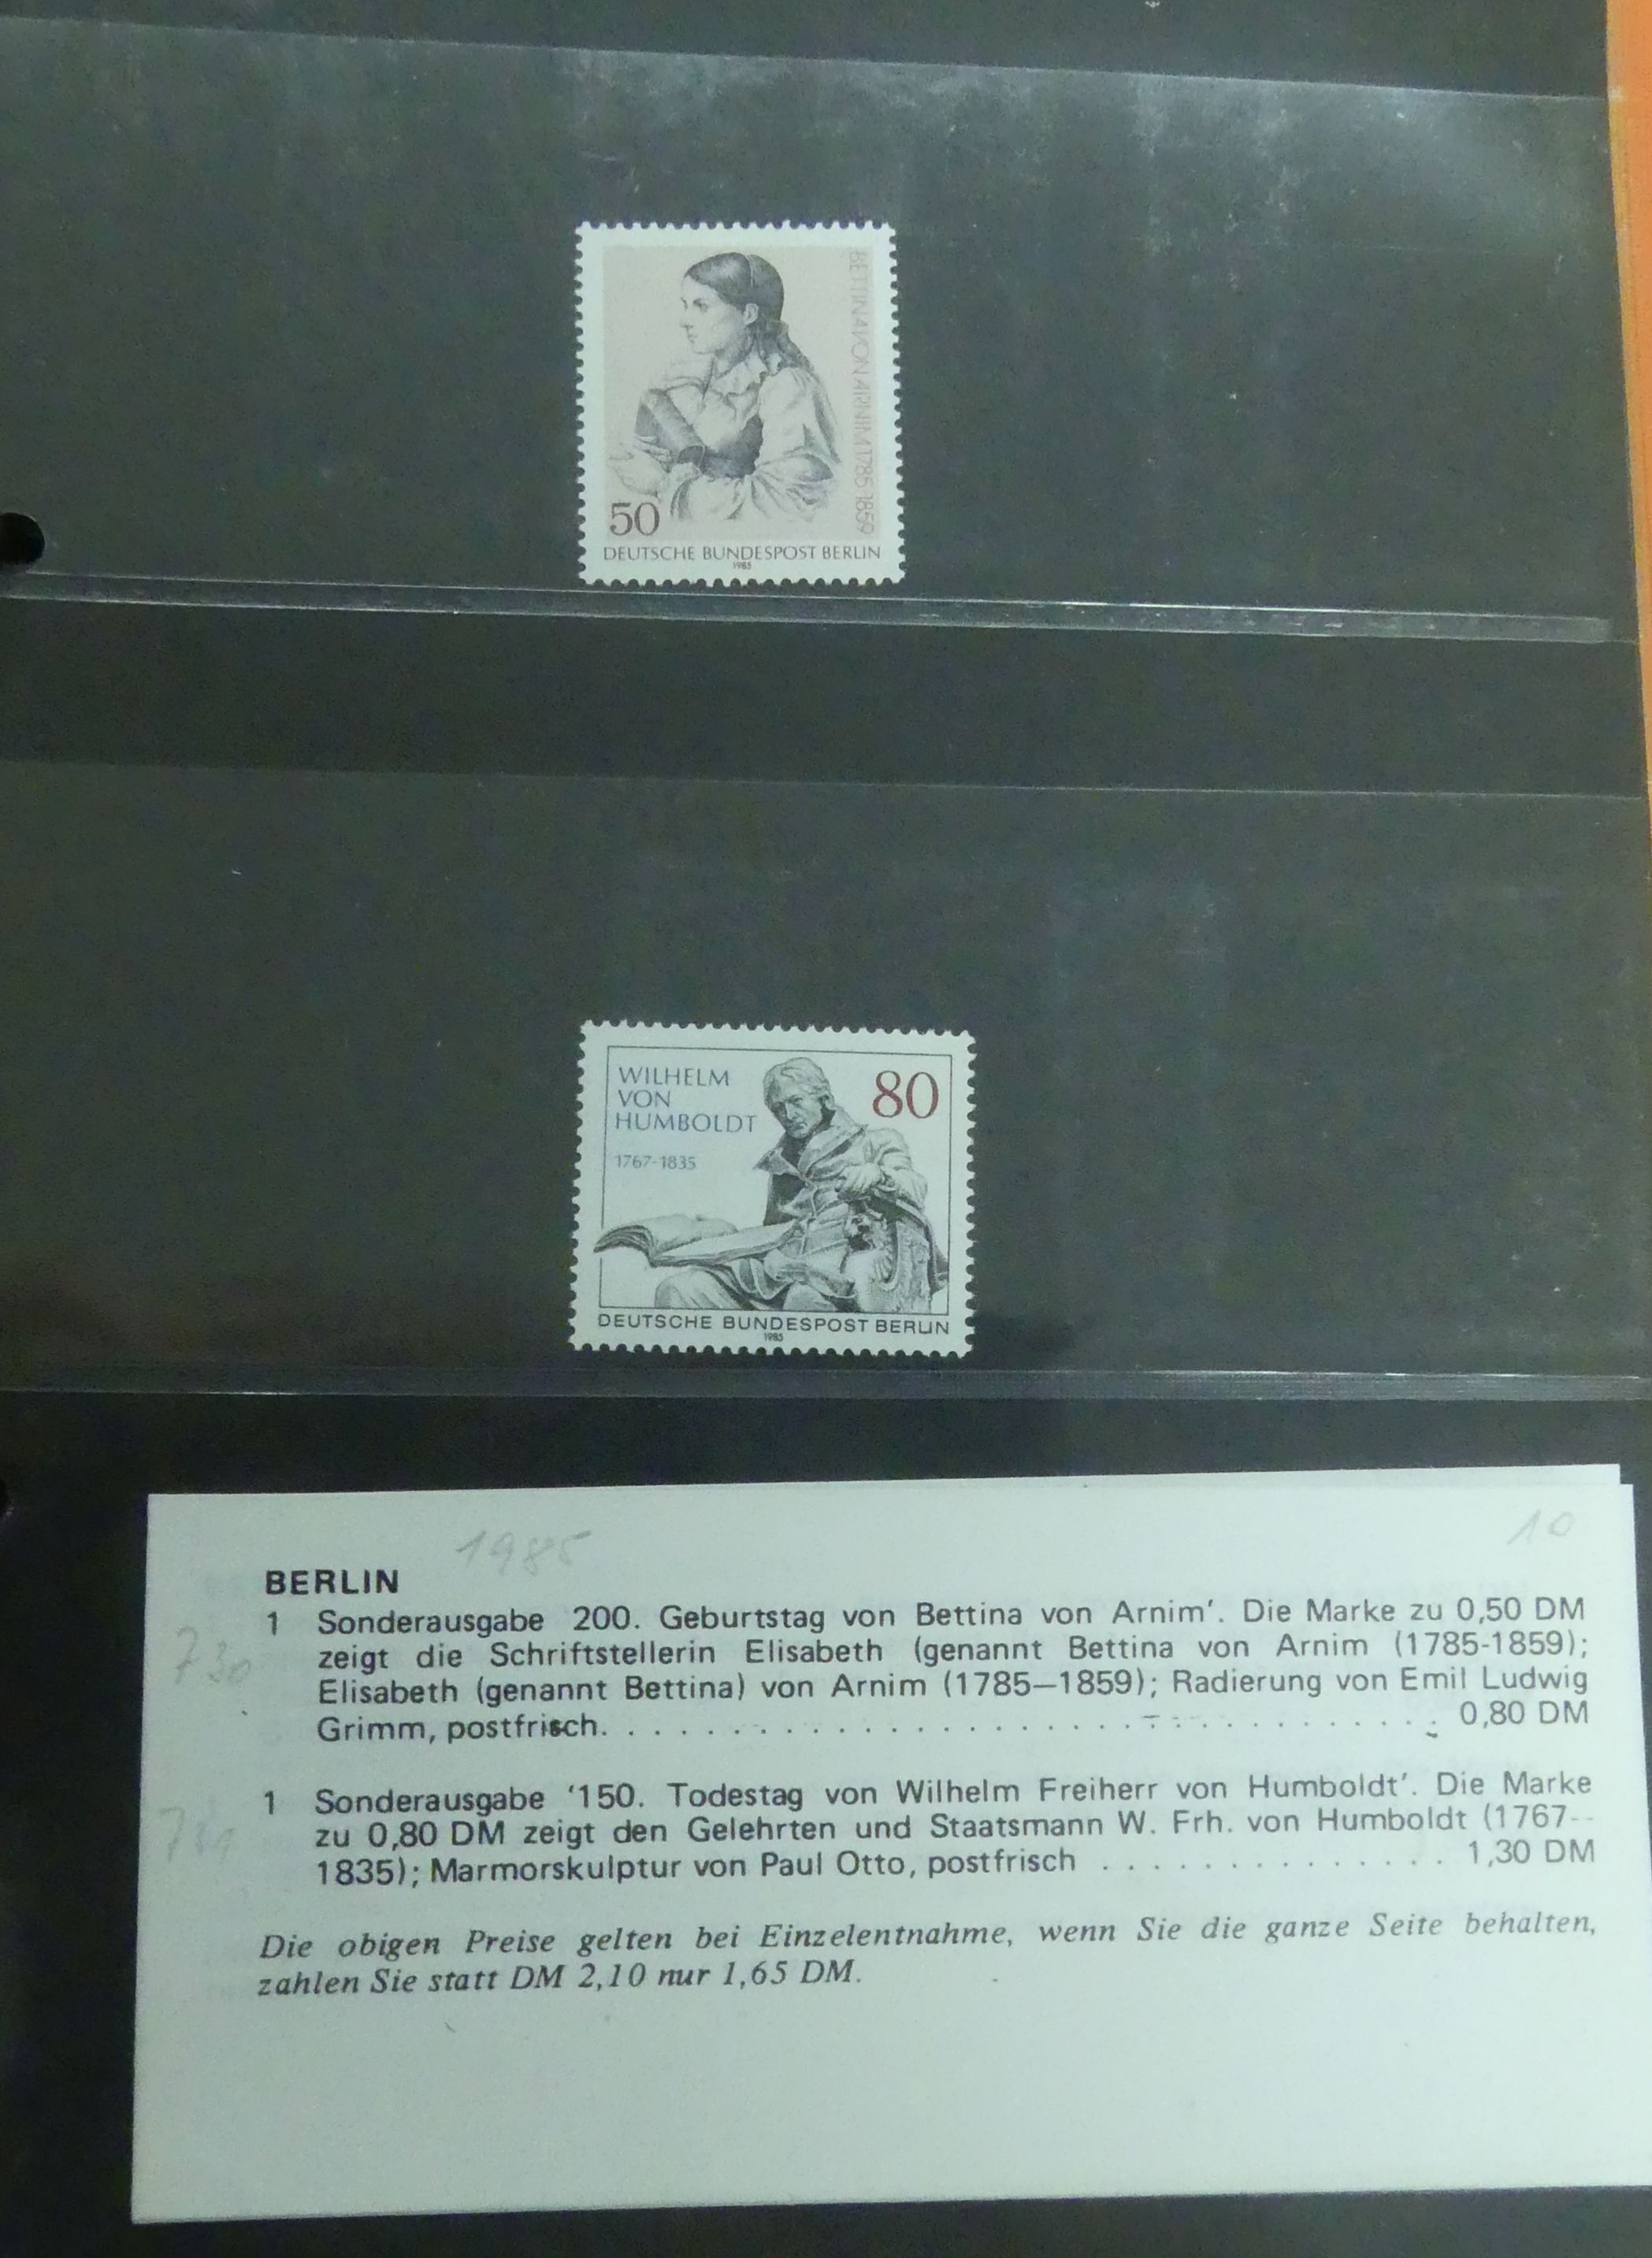 BETTINA VON ARNIM 1785 1859
50
DEUTSCHE BUNDESPOST BERLIN
1985
WILHELM
VON
HUMBOLDT
1767-1835
80
DEUTSCHE BUNDESPOST BERLIN
1985
1985
10
BERLIN
730
1 Sonderausgabe 200. Geburtstag von Bettina von Arnim'. Die Marke zu 0,50 DM
zeigt die Schriftstellerin Elisabeth (genannt Bettina von Arnim (1785-1859);
Elisabeth (genannt Bettina) von Arnim (1785–1859); Radierung von Emil Ludwig
Grimm, postfrisch. . . . . . . . . . . . . . . . . . . . . . . . . . . . . . . 0,80 DM
731
1 Sonderausgabe '150. Todestag von Wilhelm Freiherr von Humboldt'. Die Marke
zu 0,80 DM zeigt den Gelehrten und Staatsmann W. Frh. von Humboldt (1767-
1835); Marmorskulptur von Paul Otto, postfrisch . . . . . . . . . . . . . . 1,30 DM
Die obigen Preise gelten bei Einzelentnahme, wenn Sie die ganze Seite behalten,
zahlen Sie statt DM 2,10 nur 1,65 DM.